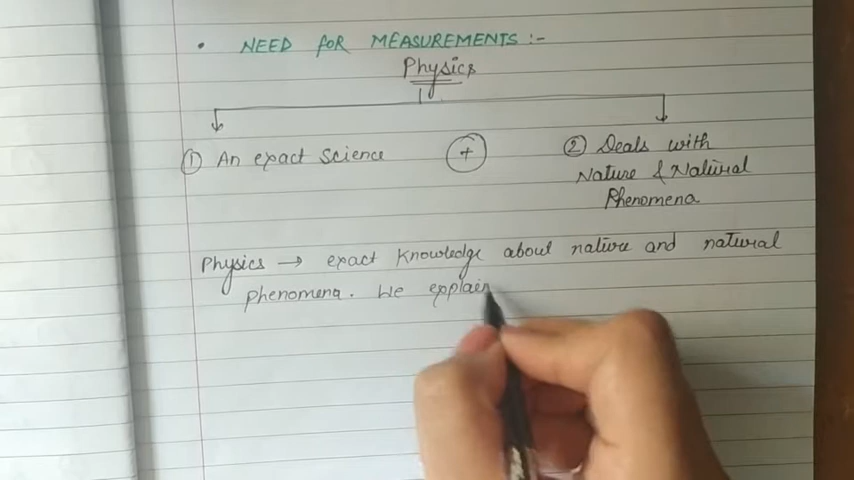 • NEED FOR MEASUREMENTS :-
Physics
① An exact Science + ② Deals with
Nature & Natural
Phenomena
Physics → exact Knowledge about nature and natural
phenomena. We explain